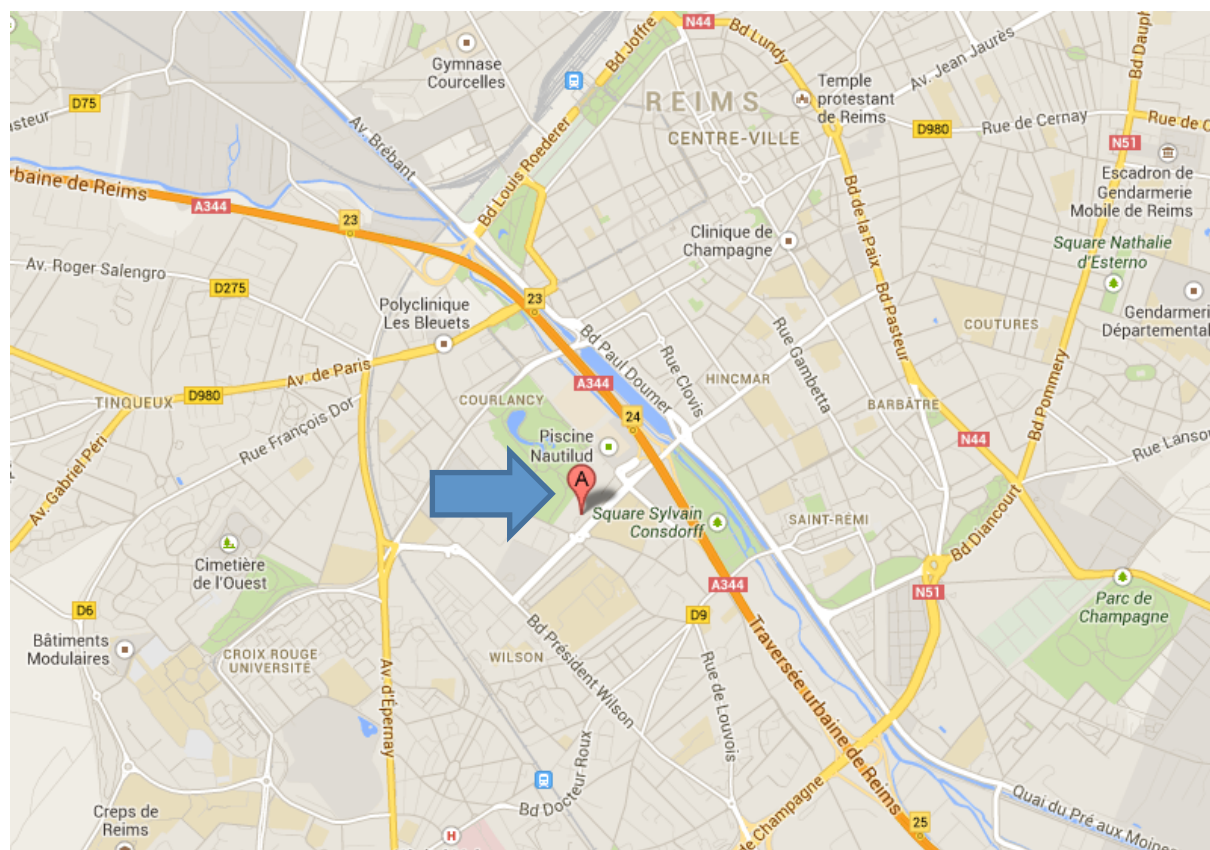 N44
Bd Joffre
Bd Lundy
Gymnase
Courcelles
Temple
protestant
de Reims
Av. Jean Jaurès
Bd Dauph
D75
REIMS
CENTRE-VILLE
D980
Rue de Cernay
Rue de C
N51
asteur
Av. Brébant
Bd Louis Roederer
Escadron de
Gendarmerie
Mobile de Reims
rbaine de Reims
A344
23
Bd de la Paix
Clinique de
Champagne
Square Nathalie
d'Esterno
Av. Roger Salengro
D275
Polyclinique
Les Bleuets
23
Bd Pasteur
Gendarmeri
Départemental
COUTURES
Bd Paul Doumer
Rue Clovis
Rue Gambetta
Av. de Paris
D980
TINQUEUX
COURLANCY
A344
HINCMAR
BARBÂTRE
Bd Pommery
Rue François Dor
24
Piscine
Nautilud
N44
Rue Lanso
Av. Gabriel Péri
A
Square Sylvain
Consdorff
SAINT-RÉMI
Bd Diancourt
Cimetière
de l'Ouest
A344
N51
Parc de
Champagne
D6
D9
Bâtiments
Modulaires
CROIX ROUGE
UNIVERSITÉ
WILSON
Bd Président Wilson
Traversée urbaine de Reims
Av. d'Épernay
Rue de Louvois
Bd Docteur Roux
Creps de
Reims
H
de Champagne
25
Quai du Pré aux Moines